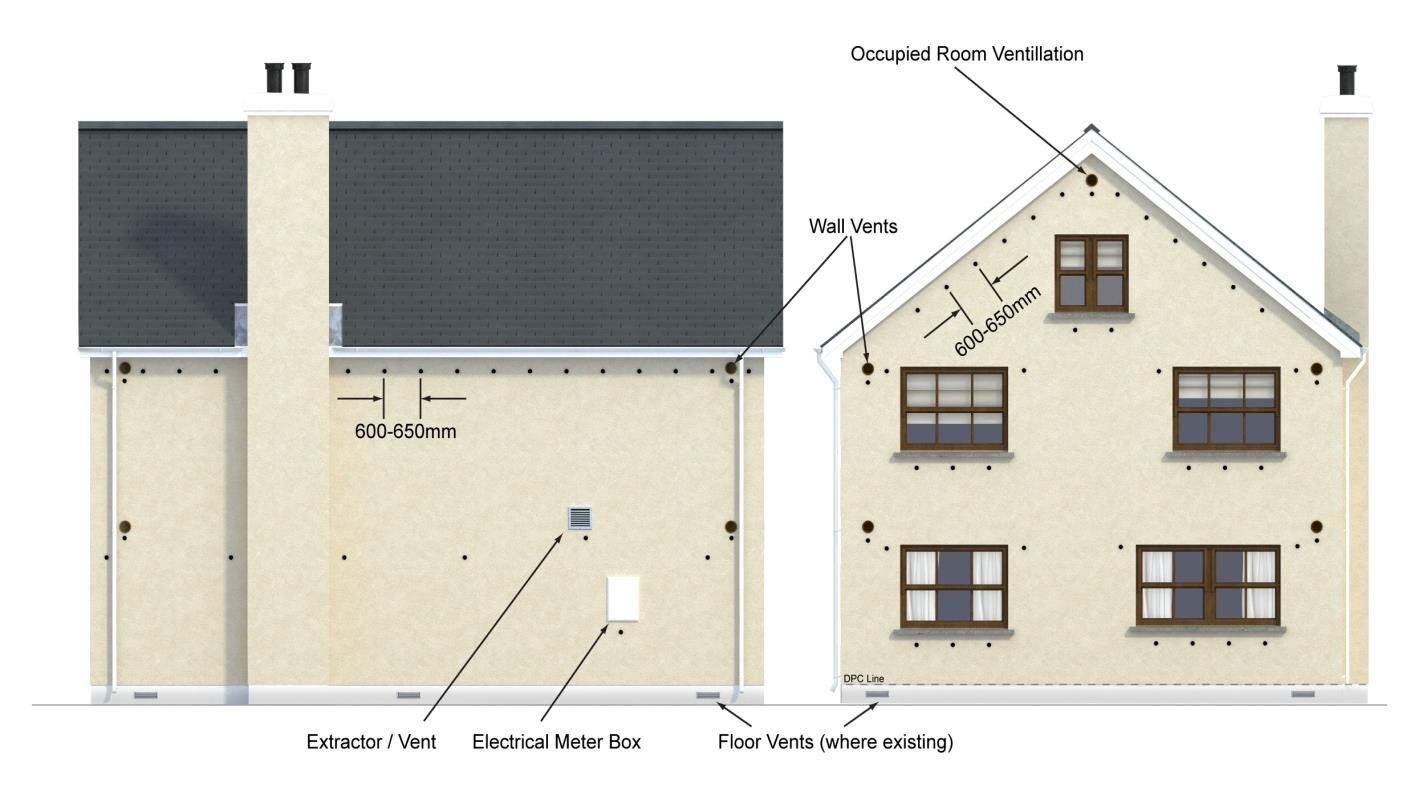 Occupied Room Ventillation
Wall Vents
600-650mm
600-650mm
DPC Line
Extractor / Vent
Electrical Meter Box
Floor Vents (where existing)